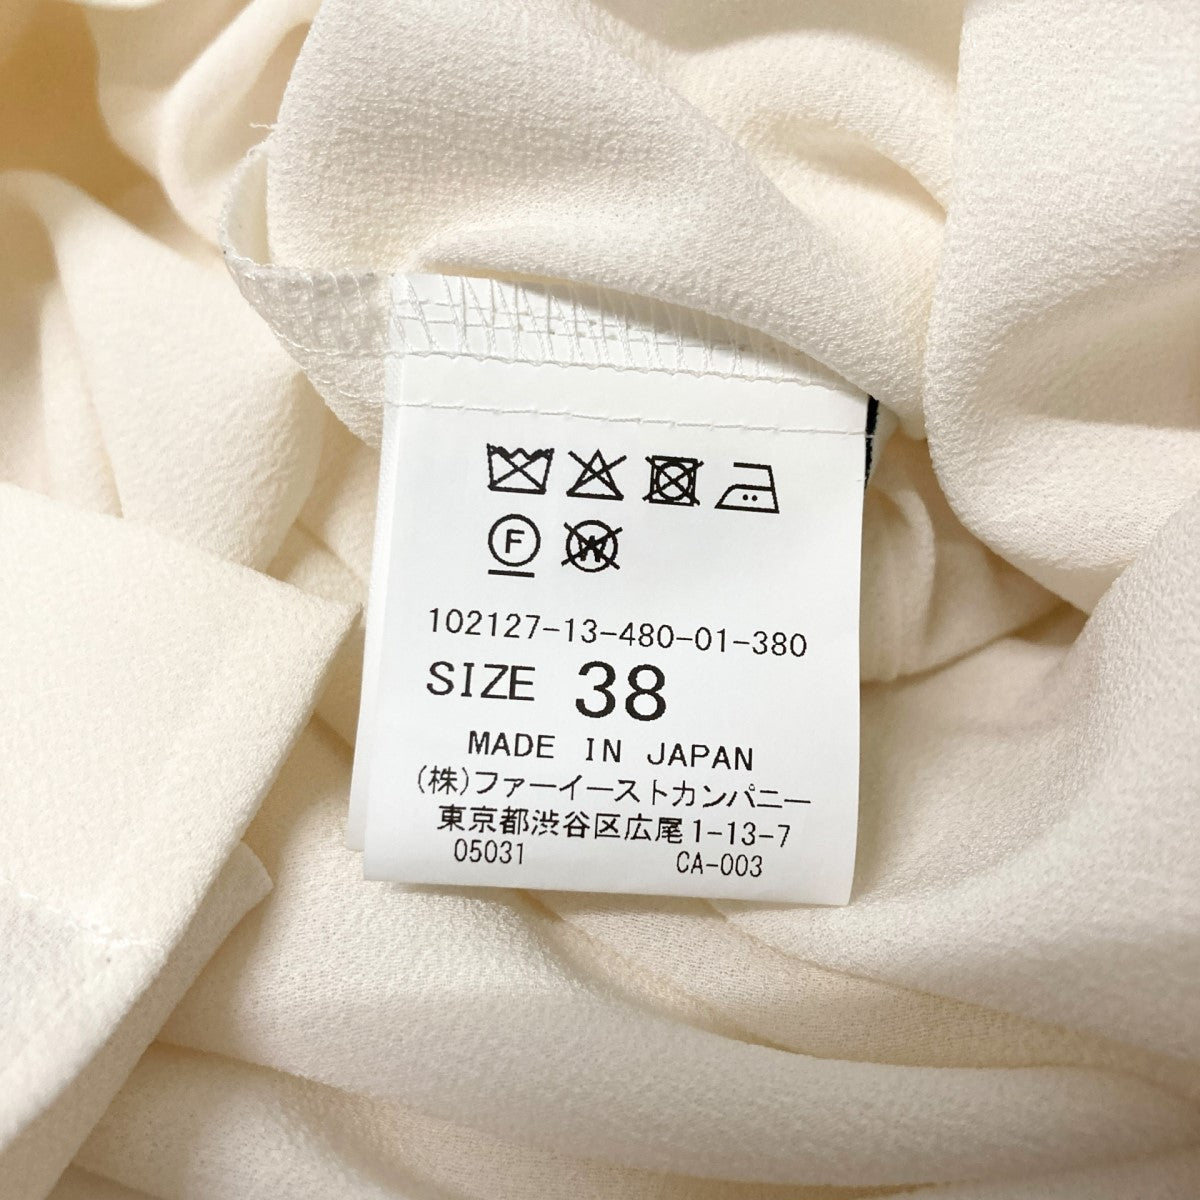 F W
102127-13-480-01-380
SIZE 38
MADE IN JAPAN
(株)ファーイーストカンパニー
東京都渋谷区広尾1-13-7
05031 CA-003